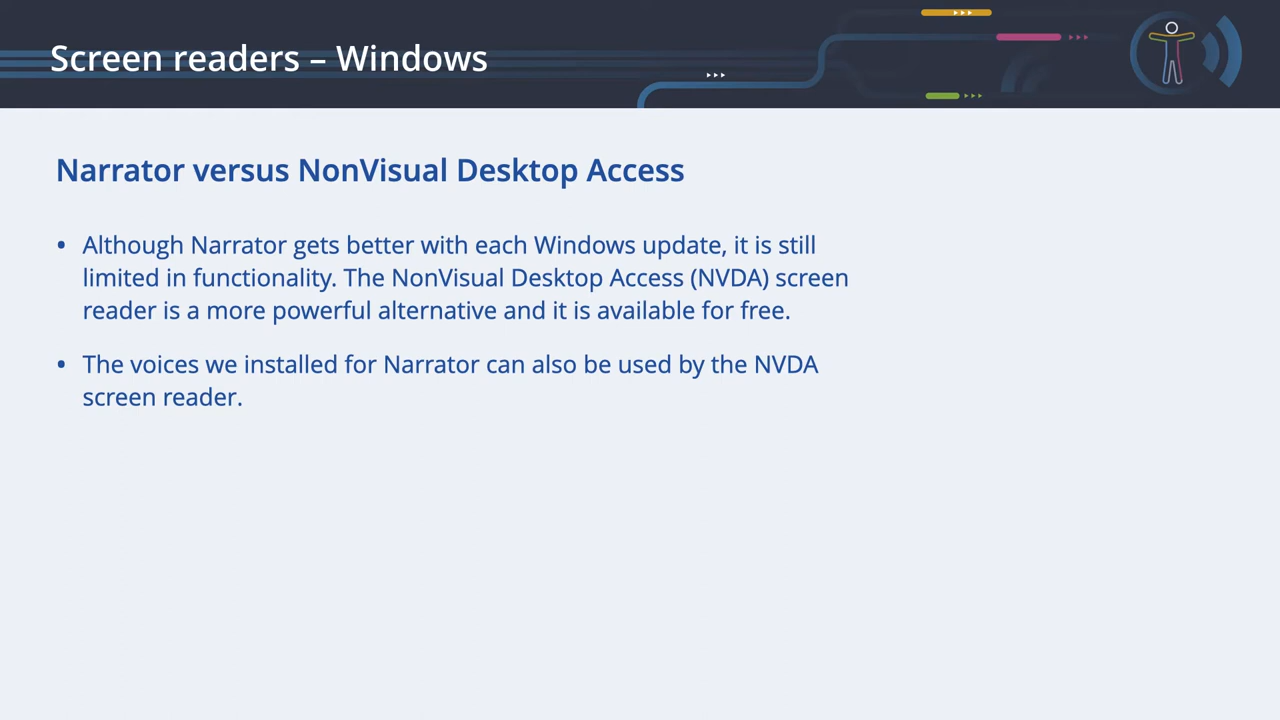 Screen readers – Windows
Narrator versus NonVisual Desktop Access
• Although Narrator gets better with each Windows update, it is still
limited in functionality. The NonVisual Desktop Access (NVDA) screen
reader is a more powerful alternative and it is available for free.
• The voices we installed for Narrator can also be used by the NVDA
screen reader.